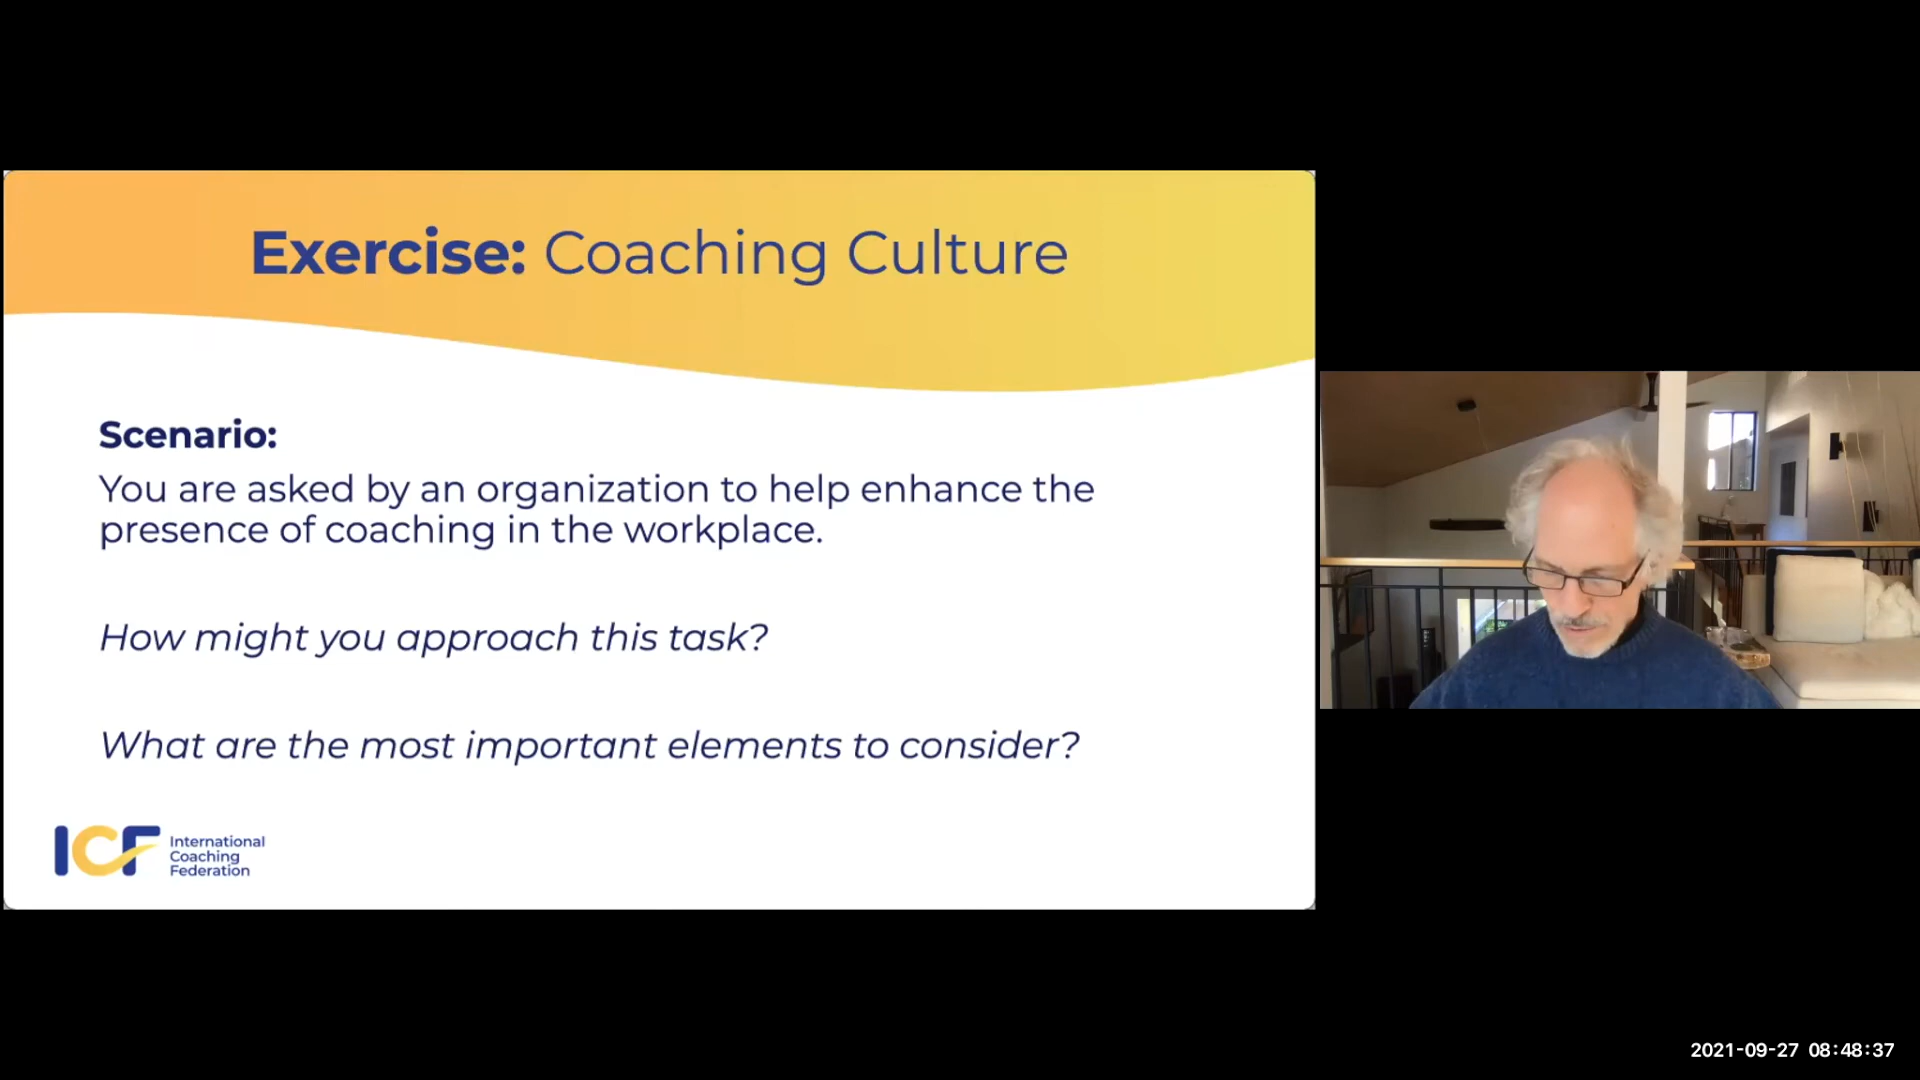 Exercise: Coaching Culture
Scenario:
You are asked by an organization to help enhance the
presence of coaching in the workplace.
How might you approach this task?
What are the most important elements to consider?
ICF
International
Coaching
Federation
2021-09-27 08:48:37